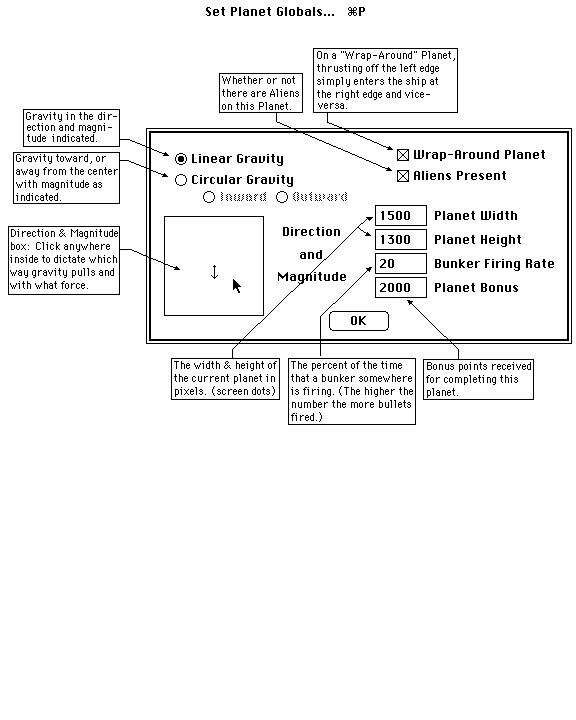 Set Planet Globals... ⌘P
On a "Wrap-Around" Planet,
thrusting off the left edge
simply enters the ship at
the right edge and vice-
versa.
Whether or not
there are Aliens
on this Planet.
Gravity in the dir-
ection and magni-
tude indicated.
Gravity toward, or
away from the center
with magnitude as
indicated.
Direction & Magnitude
box: Click anywhere
inside to dictate which
way gravity pulls and
with what force.
Linear Gravity
Circular Gravity
Inward Outward
Wrap-Around Planet
Aliens Present
Direction
and
Magnitude
1500 Planet Width
1300 Planet Height
20 Bunker Firing Rate
2000 Planet Bonus
OK
The width & height of
the current planet in
pixels. (screen dots)
The percent of the time
that a bunker somewhere
is firing. (The higher the
number the more bullets
fired.)
Bonus points received
for completing this
planet.